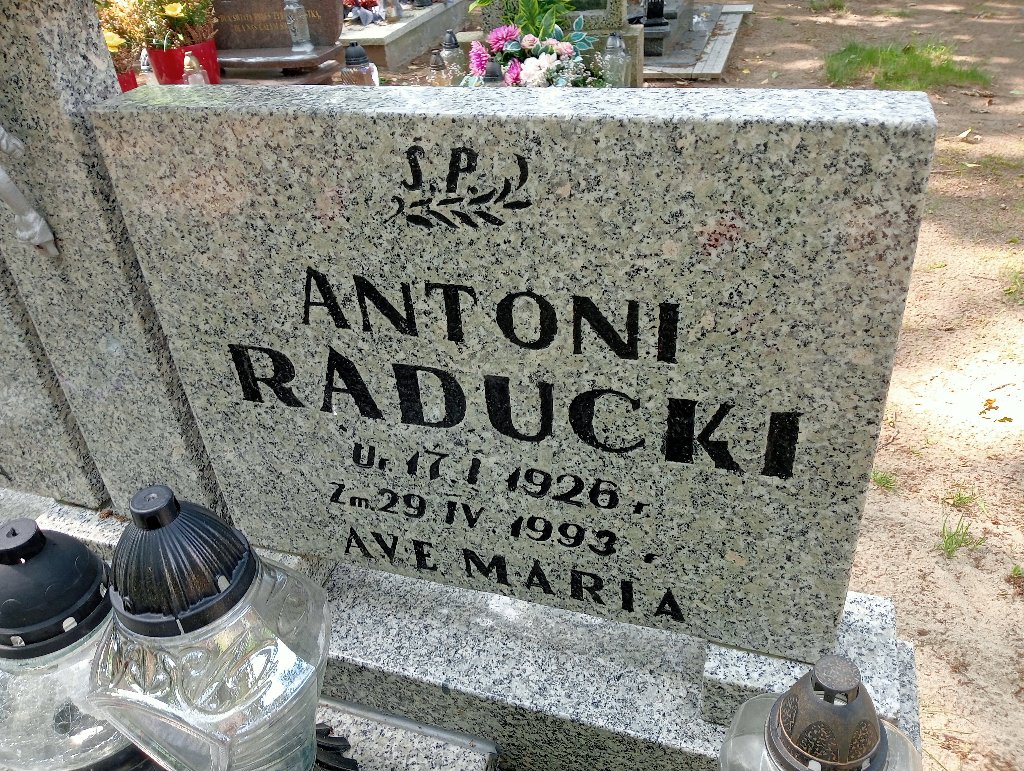 Ś.P.
ANTONI
RADUCKI
Ur 17.I 1926 r.
Zm. 29 IV 1993 r.
AVE MARIA